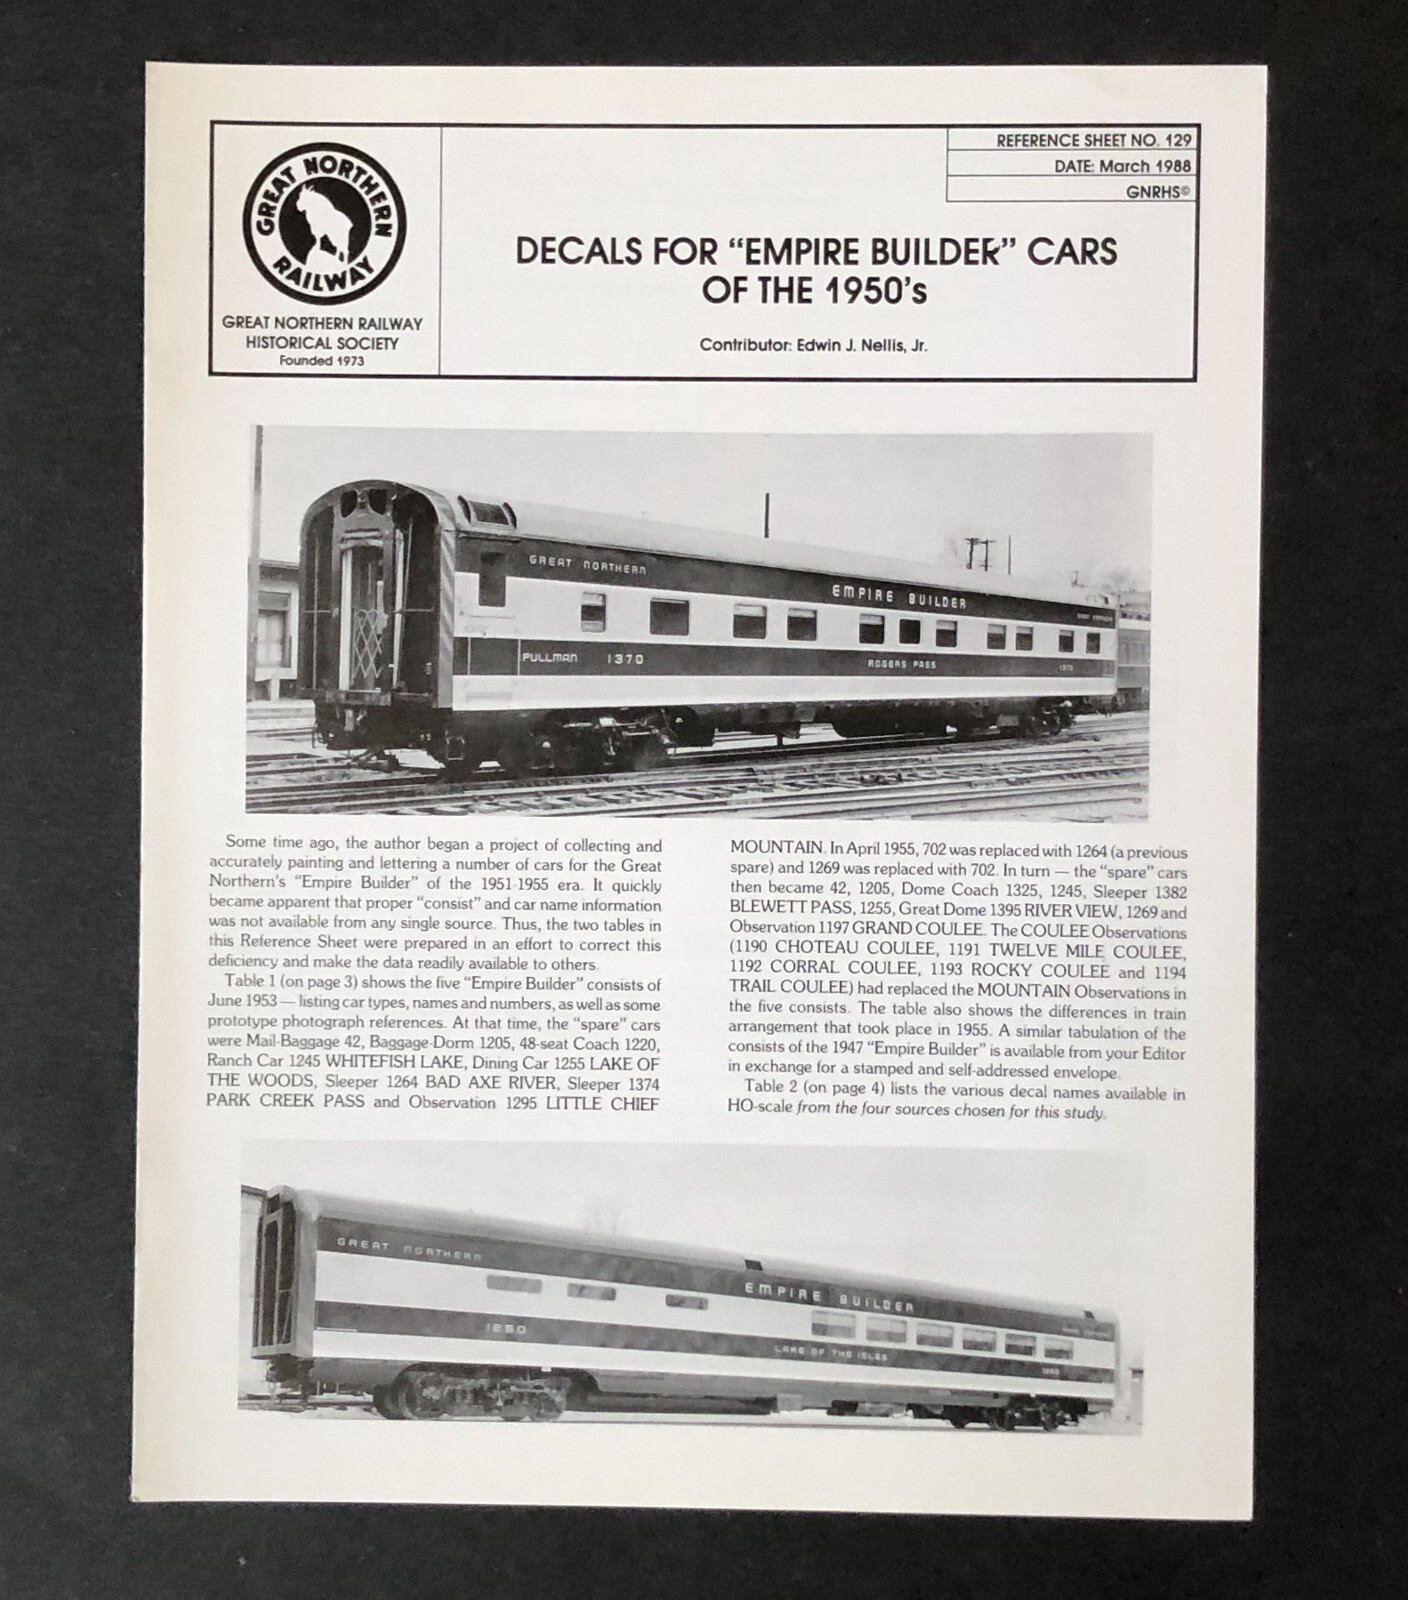 GREAT NORTHERN
RAILWAY
GREAT NORTHERN RAILWAY
HISTORICAL SOCIETY
Founded 1973
REFERENCE SHEET NO. 129
DATE: March 1988
GNRHS©
DECALS FOR “EMPIRE BUILDER” CARS
OF THE 1950's
Contributor: Edwin J. Nellis, Jr.
GREAT NORTHERN
EMPIRE BUILDER
PULLMAN 1370
ROGERS PASS
1370
Some time ago, the author began a project of collecting and
accurately painting and lettering a number of cars for the Great
Northern's “Empire Builder” of the 1951-1955 era. It quickly
became apparent that proper “consist” and car name information
was not available from any single source. Thus, the two tables in
this Reference Sheet were prepared in an effort to correct this
deficiency and make the data readily available to others.
Table 1 (on page 3) shows the five “Empire Builder” consists of
June 1953 — listing car types, names and numbers, as well as some
prototype photograph references. At that time, the “spare” cars
were Mail-Baggage 42, Baggage-Dorm 1205, 48-seat Coach 1220,
Ranch Car 1245 WHITEFISH LAKE, Dining Car 1255 LAKE OF
THE WOODS, Sleeper 1264 BAD AXE RIVER, Sleeper 1374
PARK CREEK PASS and Observation 1295 LITTLE CHIEF
MOUNTAIN. In April 1955, 702 was replaced with 1264 (a previous
spare) and 1269 was replaced with 702. In turn — the “spare” cars
then became 42, 1205, Dome Coach 1325, 1245, Sleeper 1382
BLEWETT PASS, 1255, Great Dome 1395 RIVER VIEW, 1269 and
Observation 1197 GRAND COULEE. The COULEE Observations
(1190 CHOTEAU COULEE, 1191 TWELVE MILE COULEE,
1192 CORRAL COULEE, 1193 ROCKY COULEE and 1194
TRAIL COULEE) had replaced the MOUNTAIN Observations in
the five consists. The table also shows the differences in train
arrangement that took place in 1955. A similar tabulation of the
consists of the 1947 “Empire Builder” is available from your Editor
in exchange for a stamped and self-addressed envelope.
Table 2 (on page 4) lists the various decal names available in
HO-scale from the four sources chosen for this study.
GREAT NORTHERN
EMPIRE BUILDER
1250
LAKE OF THE ISLES
1250